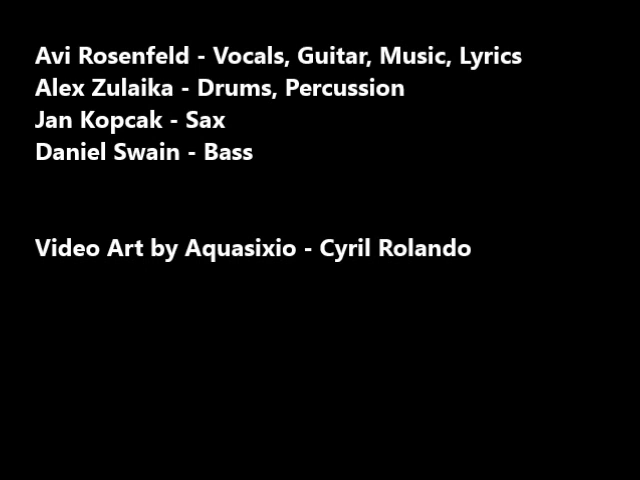 Avi Rosenfeld - Vocals, Guitar, Music, Lyrics
Alex Zulaika - Drums, Percussion
Jan Kopcak - Sax
Daniel Swain - Bass
Video Art by Aquasixio - Cyril Rolando